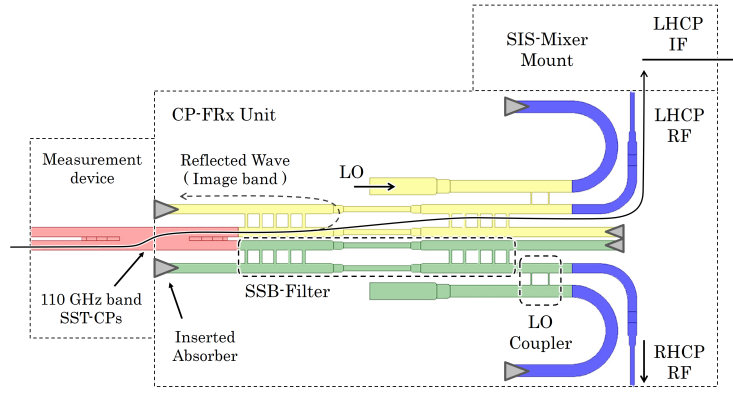 LHCP
IF
SIS-Mixer
Mount
CP-FRx Unit
LHCP
RF
Measurement
device
Reflected Wave
( Image band )
LO
110 GHz band
SST-CPs
SSB-Filter
Inserted
Absorber
LO
Coupler
RHCP
RF